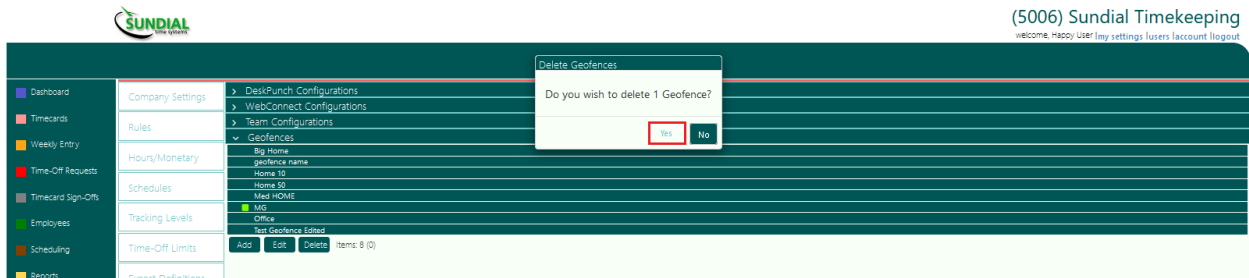 SUNDIAL
time systems
(5006) Sundial Timekeeping
welcome, Happy User |my settings |users |account |logout
Delete Geofences
Do you wish to delete 1 Geofence?
Yes
No
Dashboard
Timecards
Weekly Entry
Time-Off Requests
Timecard Sign-Offs
Employees
Scheduling
Reports
Company Settings
Rules
Hours/Monetary
Schedules
Tracking Levels
Time-Off Limits
Export Definitions
> DeskPunch Configurations
> WebConnect Configurations
> Team Configurations
Geofences
Big Home
geofence name
Home 10
Home 50
Med HOME
MG
Office
Test Geofence Edited
Add Edit Delete Items: 8 (0)